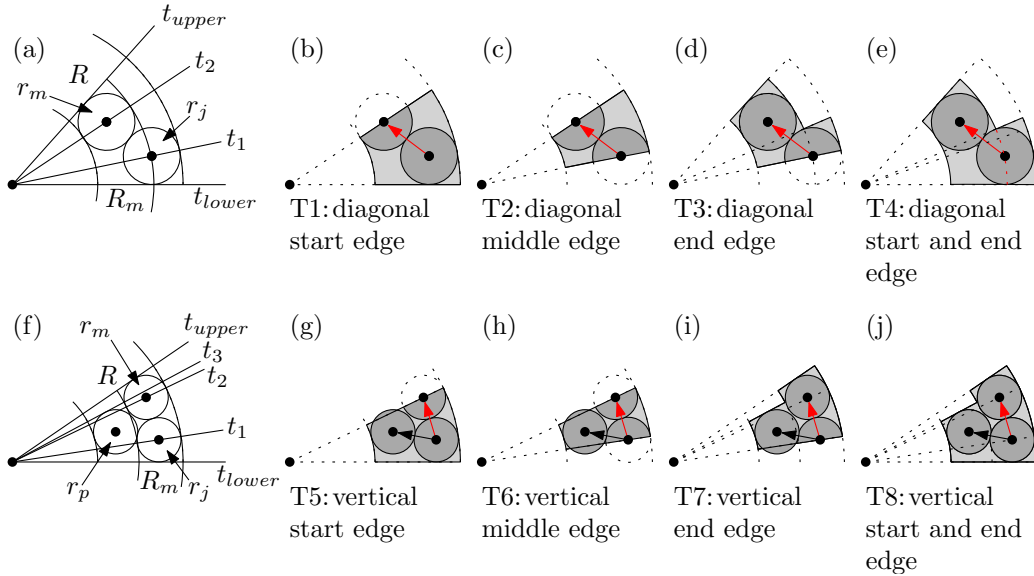 (a)
t_upper
(b)
(c)
(d)
(e)
R
t_2
r_m
r_j
t_1
R_m
t_lower
T1: diagonal
start edge
T2: diagonal
middle edge
T3: diagonal
end edge
T4: diagonal
start and end
edge
(f)
r_m
t_upper
(g)
(h)
(i)
(j)
t_3
R
t_2
t_1
r_p
R_m
r_j
t_lower
T5: vertical
start edge
T6: vertical
middle edge
T7: vertical
end edge
T8: vertical
start and end
edge